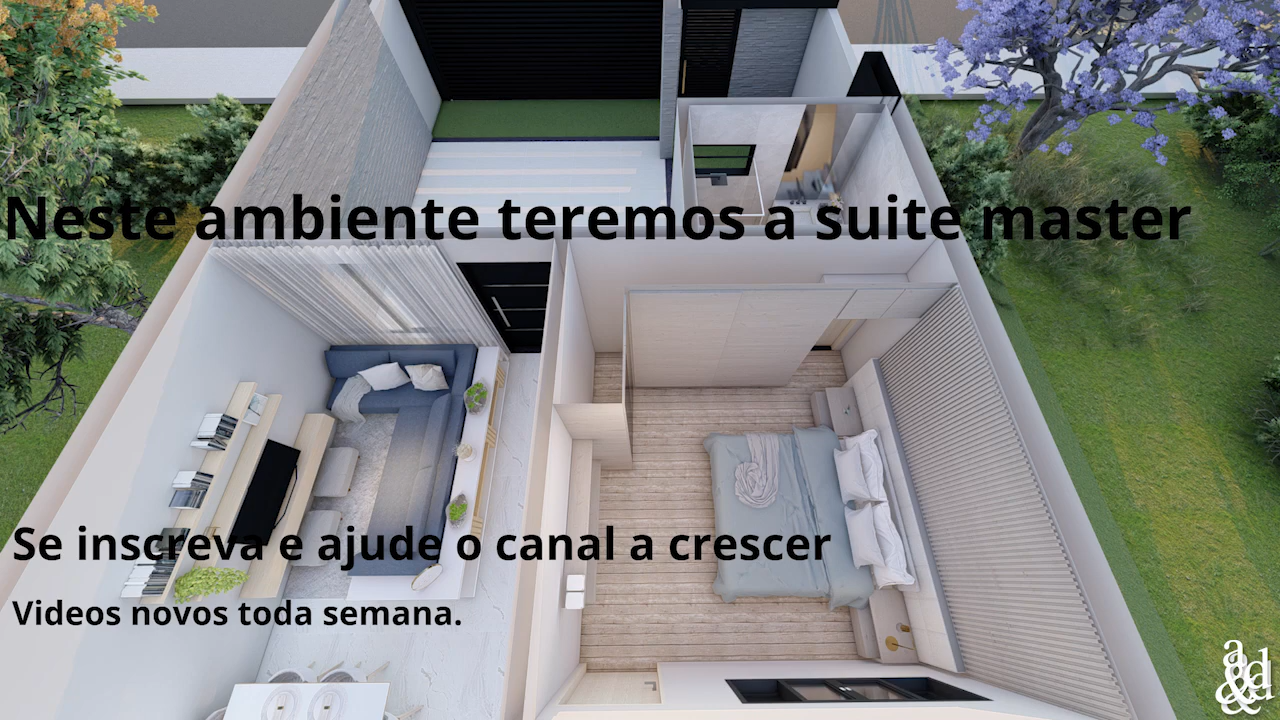 Neste ambiente teremos a suite master
Se inscreva e ajude o canal a crescer
Videos novos toda semana.
a
&d
&